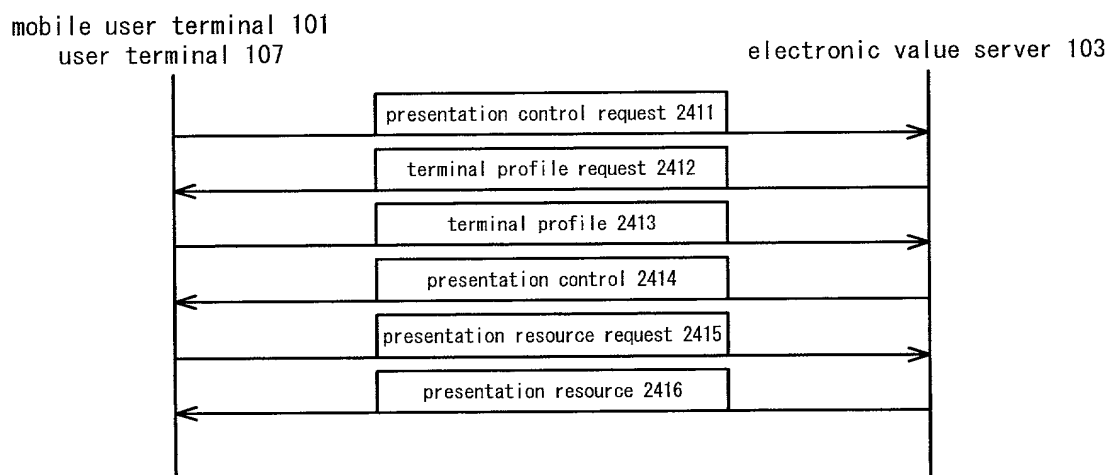 mobile user terminal 101
user terminal 107
electronic value server 103
presentation control request 2411
terminal profile request 2412
terminal profile 2413
presentation control 2414
presentation resource request 2415
presentation resource 2416